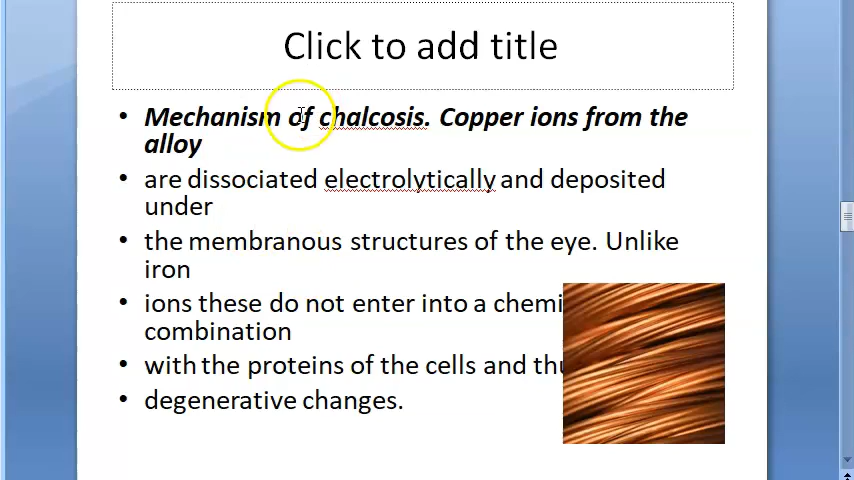 Click to add title
• Mechanism of chalcosis. Copper ions from the
alloy
• are dissociated electrolytically and deposited
under
• the membranous structures of the eye. Unlike
iron
• ions these do not enter into a
combination
• with the proteins of the cells and
• degenerative changes.